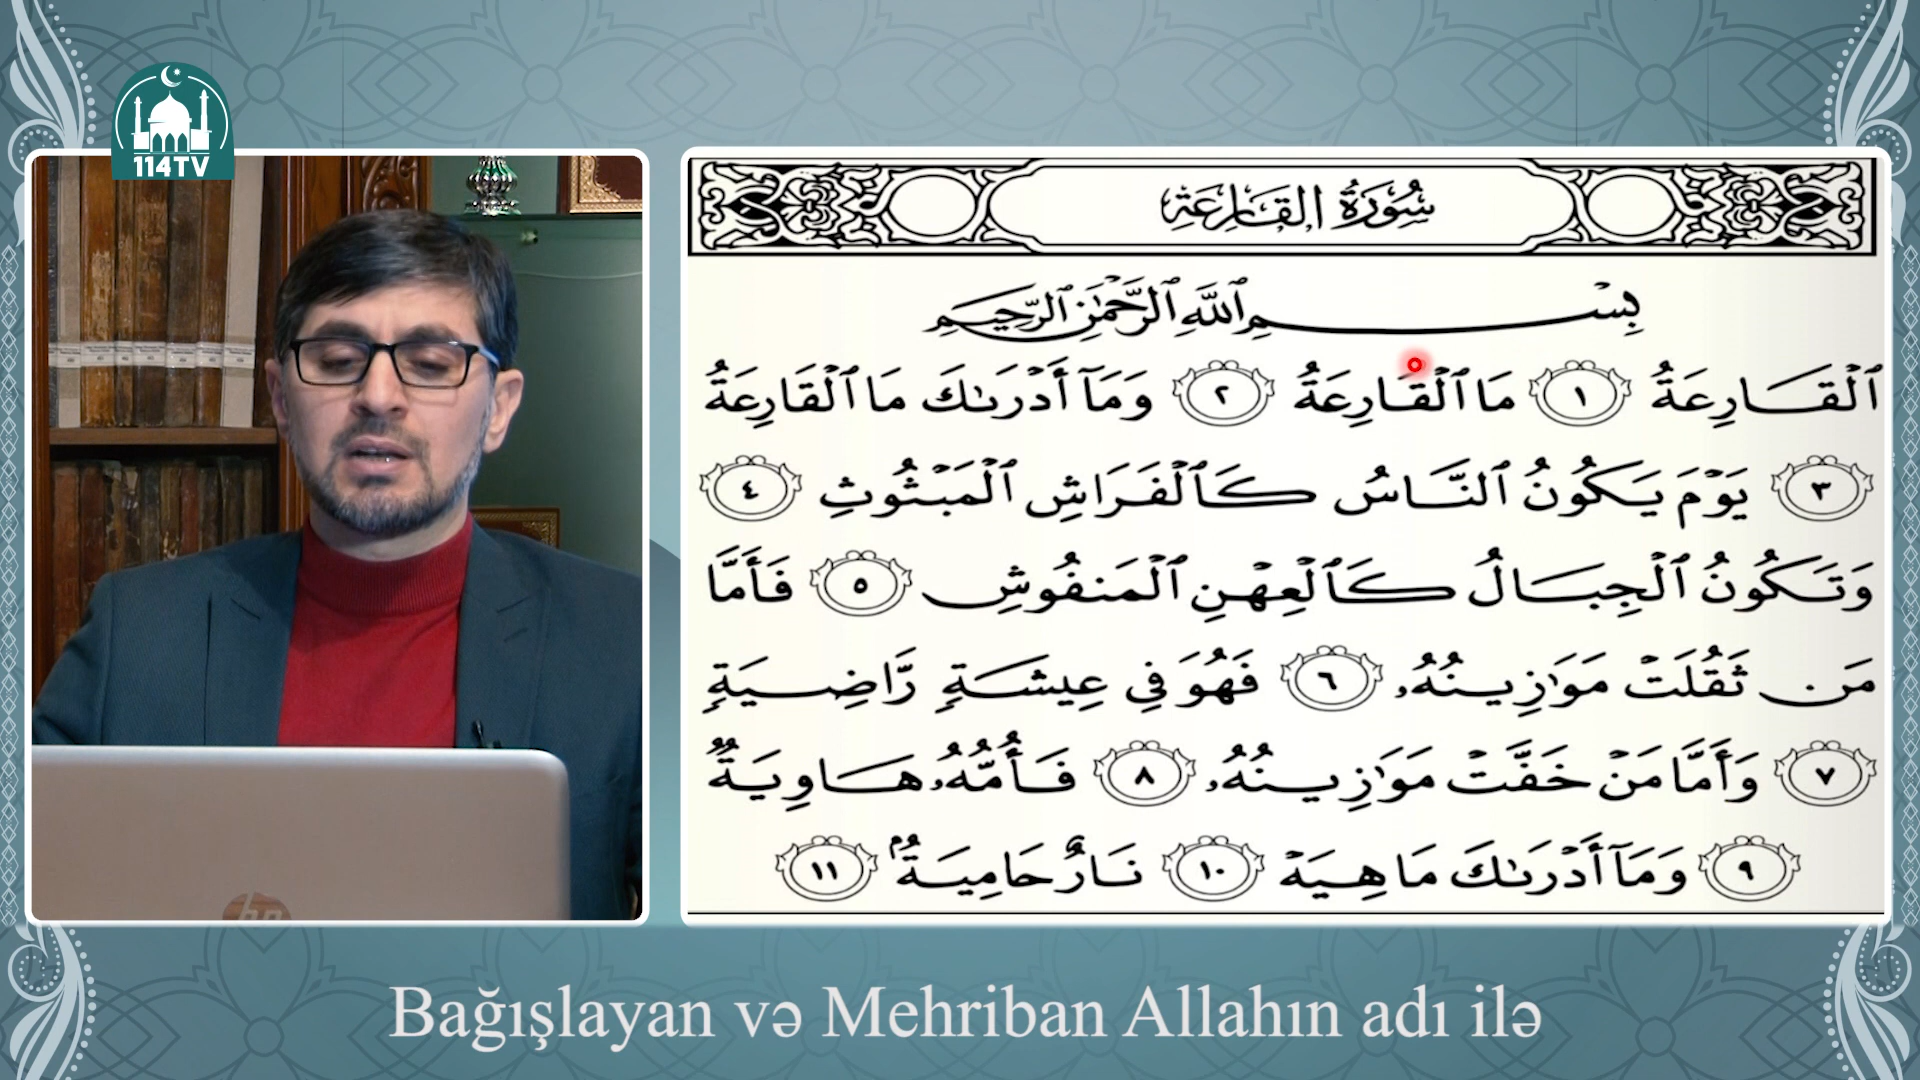 114TV
سُورَةُ القَارِعَة
بِسْمِ اللَّهِ الرَّحْمَٰنِ الرَّحِيمِ
ٱلۡقَارِعَةُ ١ مَا ٱلۡقَارِعَةُ ٢ وَمَآ أَدۡرَىٰكَ مَا ٱلۡقَارِعَةُ
٣ يَوۡمَ يَكُونُ ٱلنَّاسُ كَٱلۡفَرَاشِ ٱلۡمَبۡثُوثِ ٤
وَتَكُونُ ٱلۡجِبَالُ كَٱلۡعِهۡنِ ٱلۡمَنفُوشِ ٥ فَأَمَّا
مَن ثَقُلَتۡ مَوَٰزِينُهُۥ ٦ فَهُوَ فِي عِيشَةٖ رَّاضِيَةٖ
٧ وَأَمَّا مَنۡ خَفَّتۡ مَوَٰزِينُهُۥ ٨ فَأُمُّهُۥ هَاوِيَةٞ
٩ وَمَآ أَدۡرَىٰكَ مَا هِيَهۡ ١٠ نَارٌ حَامِيَةُۢ ١١
hp
Bağışlayan və Mehriban Allahın adı ilə